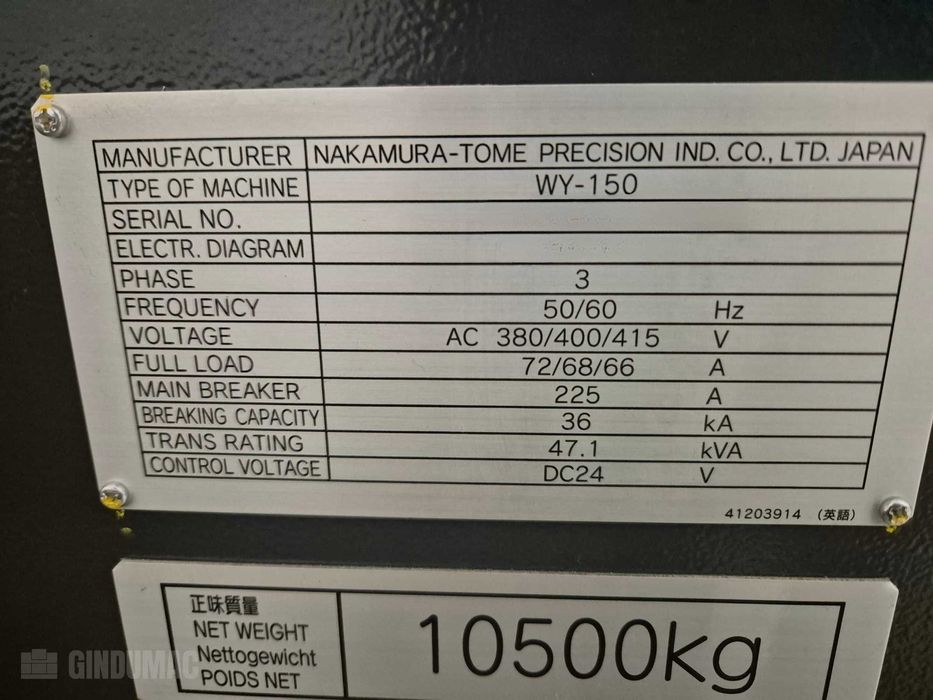 MANUFACTURER NAKAMURA-TOME PRECISION IND. CO., LTD. JAPAN
TYPE OF MACHINE WY-150
SERIAL NO.
ELECTR. DIAGRAM
PHASE 3
FREQUENCY 50/60 Hz
VOLTAGE AC 380/400/415 V
FULL LOAD 72/68/66 A
MAIN BREAKER 225 A
BREAKING CAPACITY 36 kA
TRANS RATING 47.1 kVA
CONTROL VOLTAGE DC24 V
41203914 (英語)
正味質量
NET WEIGHT
Nettogewicht
POIDS NET
10500kg
GINDUMAC